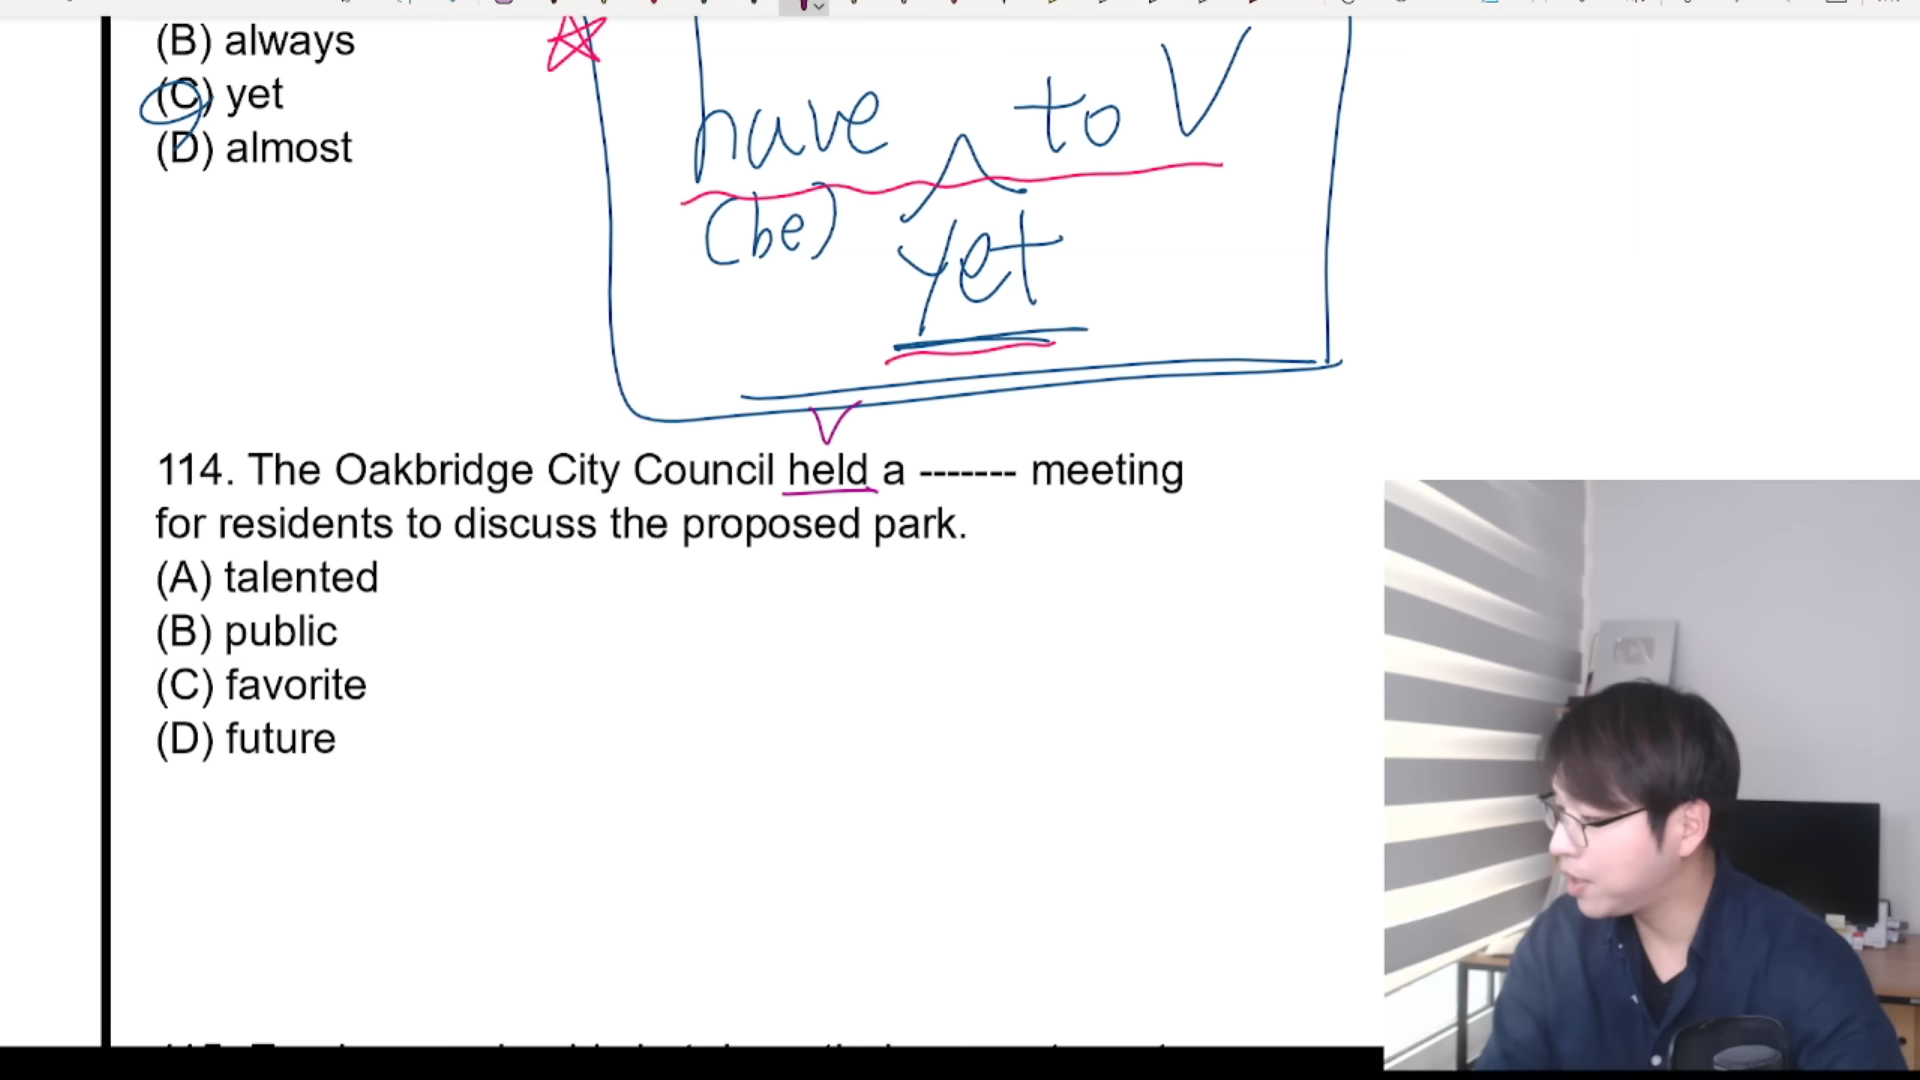 (B) always
(C) yet
(D) almost
have to V
(be) yet
114. The Oakbridge City Council held a ------- meeting
for residents to discuss the proposed park.
(A) talented
(B) public
(C) favorite
(D) future